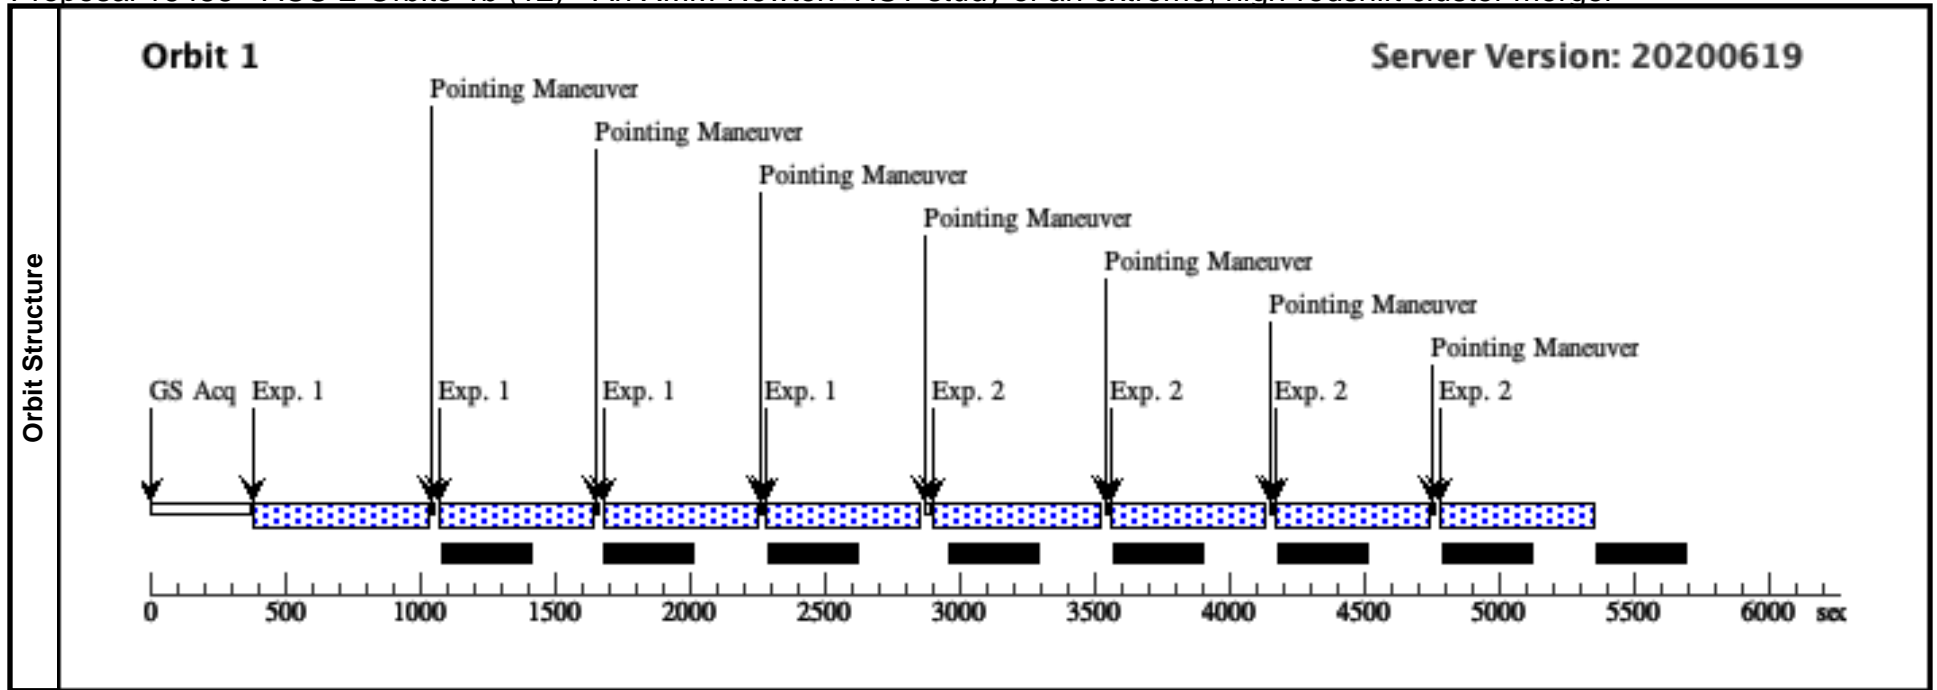 Orbit 1
Server Version: 20200619
Pointing Maneuver
Pointing Maneuver
Pointing Maneuver
Pointing Maneuver
Pointing Maneuver
Pointing Maneuver
Pointing Maneuver
GS Acq Exp. 1 Exp. 1 Exp. 1 Exp. 1 Exp. 2 Exp. 2 Exp. 2 Exp. 2
Orbit Structure
0 500 1000 1500 2000 2500 3000 3500 4000 4500 5000 5500 6000 sec